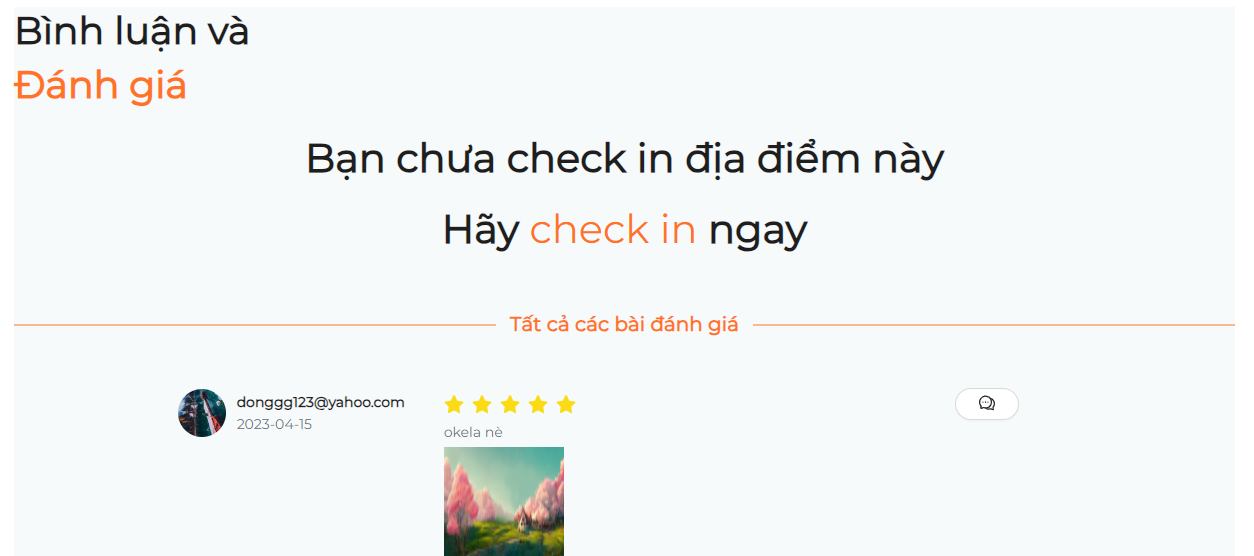 Bình luận và
Đánh giá
Bạn chưa check in địa điểm này
Hãy check in ngay
Tất cả các bài đánh giá
donggg123@yahoo.com
2023-04-15
okela nè